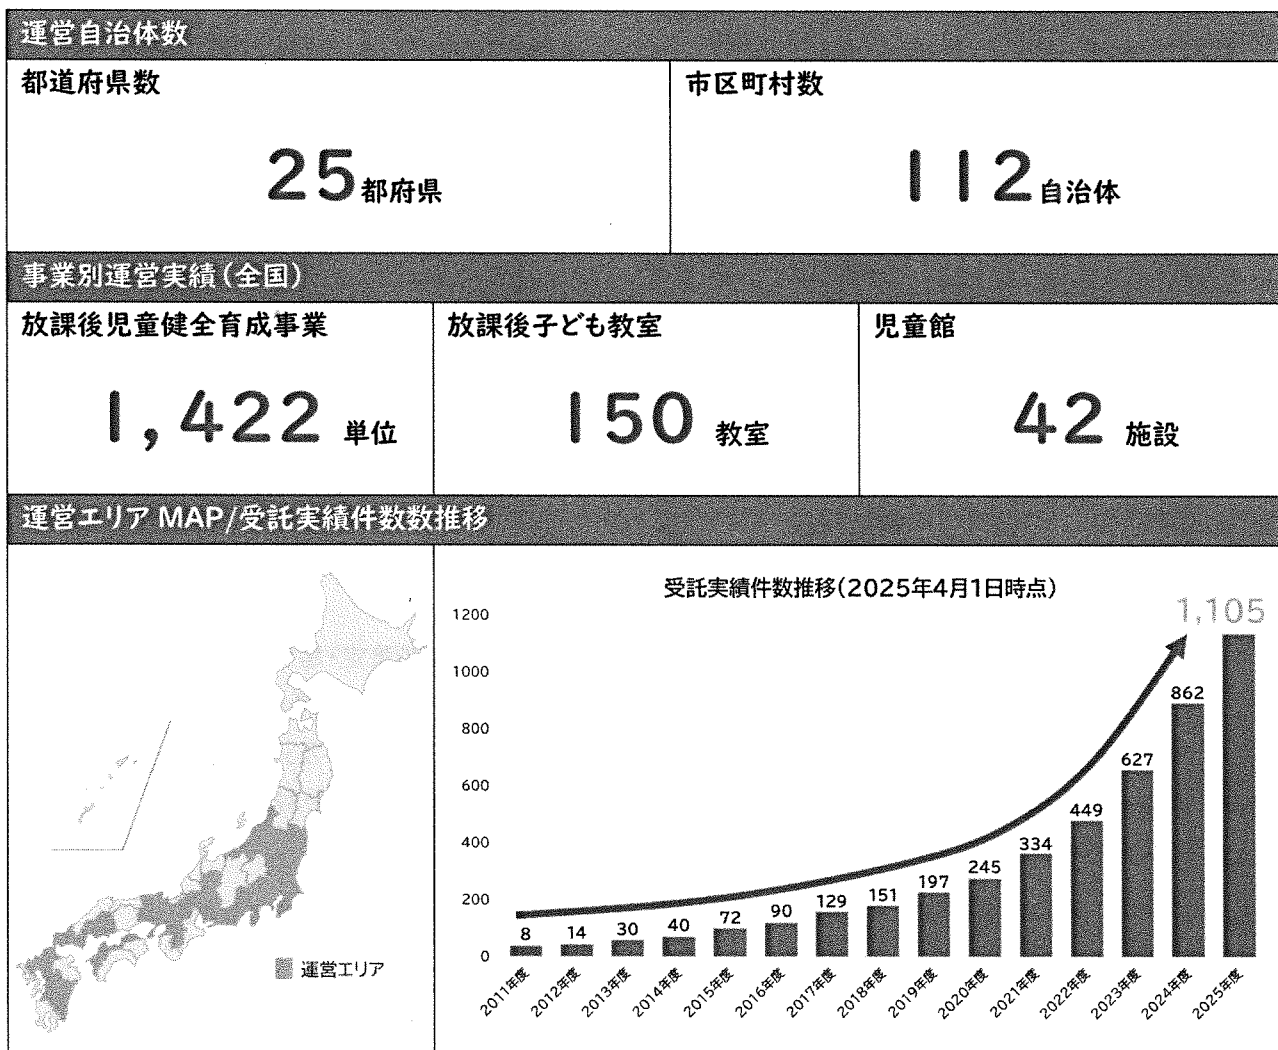 運営自治体数
都道府県数
25都府県
市区町村数
112自治体
事業別運営実績(全国)
放課後児童健全育成事業
1,422 単位
放課後子ども教室
150 教室
児童館
42 施設
運営エリア MAP/受託実績件数数推移
運営エリア
受託実績件数推移(2025年4月1日時点)
1200
1000
800
600
400
200
0
8
14
30
40
72
90
129
151
197
245
334
449
627
862
1,105
2011年度
2012年度
2013年度
2014年度
2015年度
2016年度
2017年度
2018年度
2019年度
2020年度
2021年度
2022年度
2023年度
2024年度
2025年度